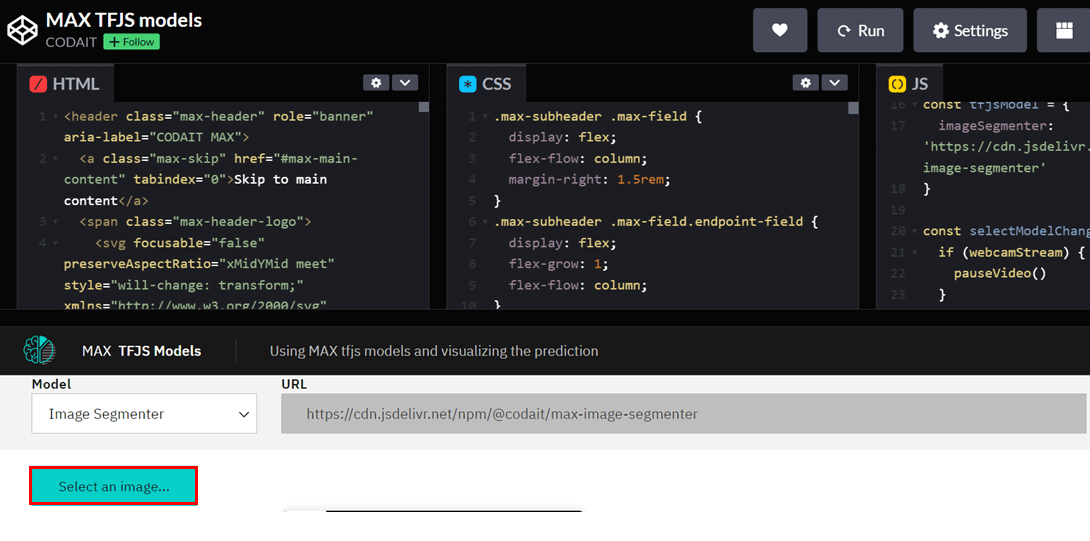 MAX TFJS models
CODAIT + Follow
Run
Settings
HTML
1 <header class="max-header" role="banner"
aria-label="CODAIT MAX">
2 <a class="max-skip" href="#max-main-
content" tabindex="0">Skip to main
content</a>
3 <span class="max-header-logo">
4 <svg focusable="false"
preserveAspectRatio="xMidYMid meet"
style="will-change: transform;"
xmlns="http://www.w3.org/2000/svg"
CSS
1 .max-subheader .max-field {
2 display: flex;
3 flex-flow: column;
4 margin-right: 1.5rem;
5 }
6 .max-subheader .max-field.endpoint-field {
7 display: flex;
8 flex-grow: 1;
9 flex-flow: column;
10 }
JS
16 const tfjsModel = {
17 imageSegmenter:
'https://cdn.jsdelivr.
image-segmenter'
18 }
19
20 const selectModelChang
21 if (webcamStream) {
22 pauseVideo()
23 }
MAX TFJS Models
Using MAX tfjs models and visualizing the prediction
Model
URL
Image Segmenter
https://cdn.jsdelivr.net/npm/@codait/max-image-segmenter
Select an image...